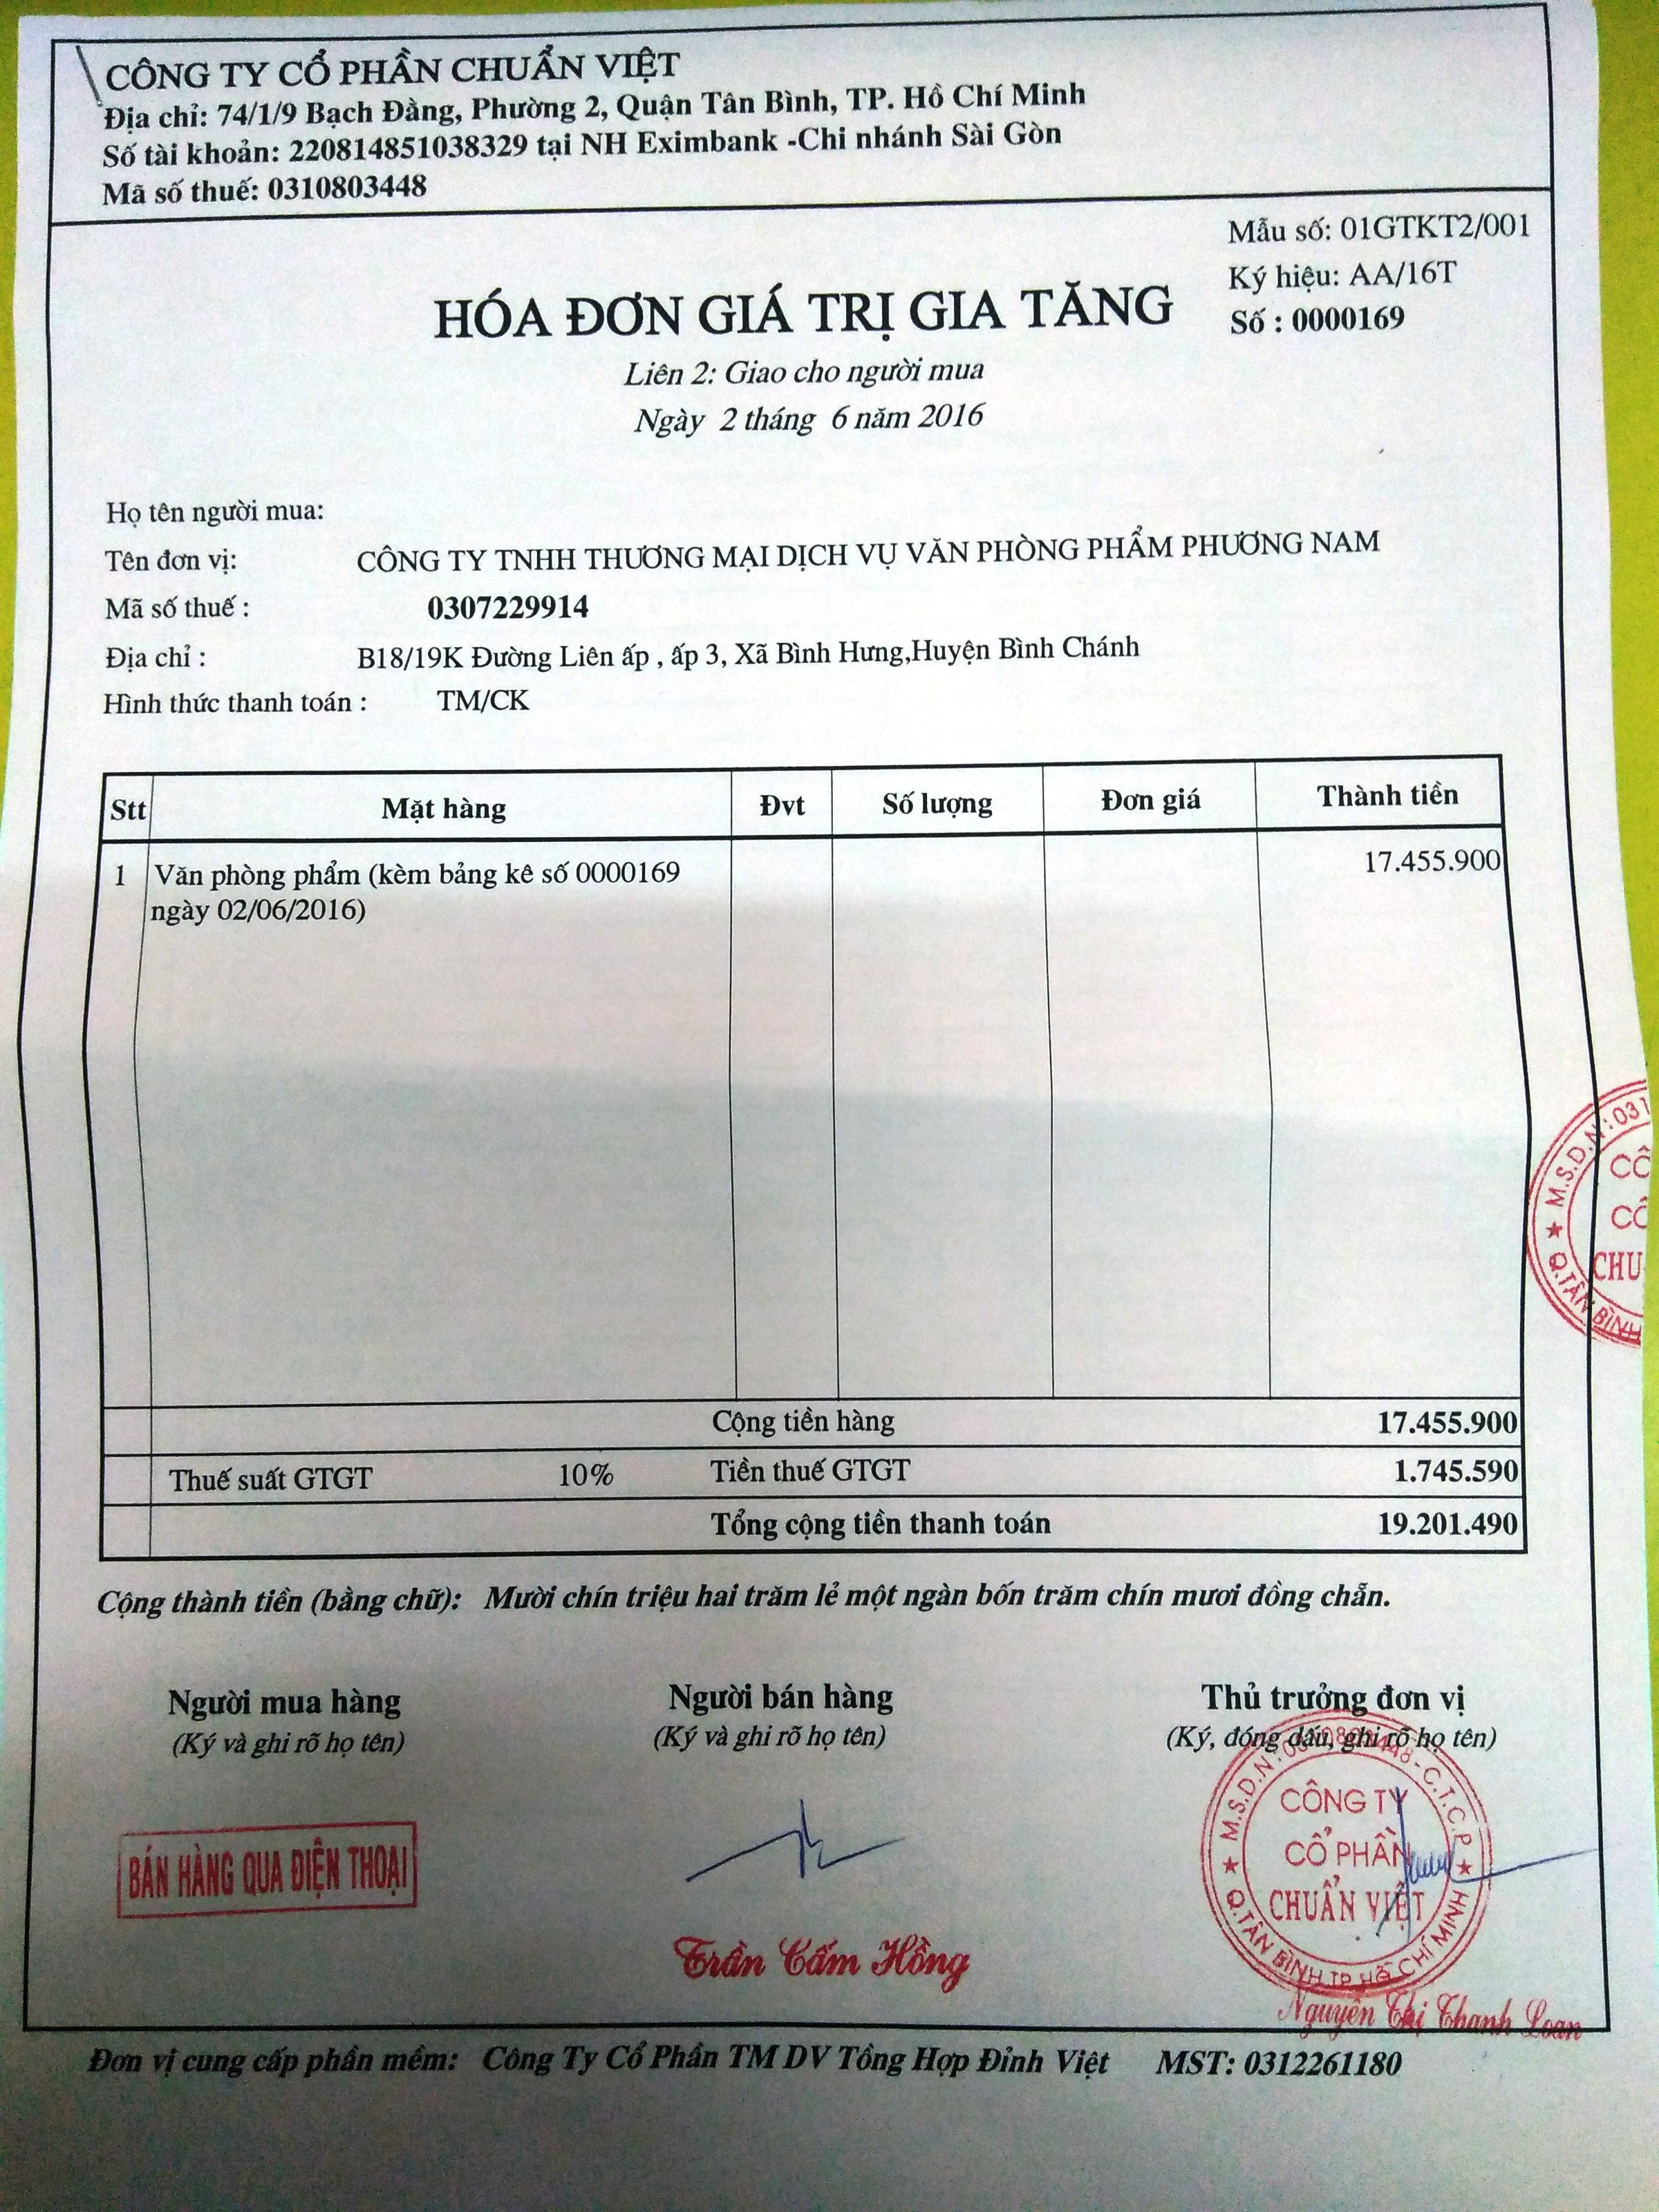 CÔNG TY CỔ PHẦN CHUẨN VIỆT
Địa chỉ: 74/1/9 Bạch Đằng, Phường 2, Quận Tân Bình, TP. Hồ Chí Minh
Số tài khoản: 220814851038329 tại NH Eximbank -Chi nhánh Sài Gòn
Mã số thuế: 0310803448
Mẫu số: 01GTKT2/001
Ký hiệu: AA/16T
Số : 0000169
HÓA ĐƠN GIÁ TRỊ GIA TĂNG
Liên 2: Giao cho người mua
Ngày 2 tháng 6 năm 2016
Họ tên người mua:
Tên đơn vị: CÔNG TY TNHH THƯƠNG MẠI DỊCH VỤ VĂN PHÒNG PHẨM PHƯƠNG NAM
Mã số thuế : 0307229914
Địa chỉ : B18/19K Đường Liên ấp , ấp 3, Xã Bình Hưng,Huyện Bình Chánh
Hình thức thanh toán : TM/CK
Stt Mặt hàng Đvt Số lượng Đơn giá Thành tiền
1 Văn phòng phẩm (kèm bảng kê số 0000169 17.455.900
ngày 02/06/2016)
M.S.D.N: 031
CÔ
CÔ
CHU
Q.TÂN BÌNH
Cộng tiền hàng 17.455.900
Thuế suất GTGT 10% Tiền thuế GTGT 1.745.590
Tổng cộng tiền thanh toán 19.201.490
Cộng thành tiền (bằng chữ): Mười chín triệu hai trăm lẻ một ngàn bốn trăm chín mươi đồng chẵn.
Người mua hàng Người bán hàng Thủ trưởng đơn vị
(Ký và ghi rõ họ tên) (Ký và ghi rõ họ tên) (Ký, đóng dấu, ghi rõ họ tên)
BÁN HÀNG QUA ĐIỆN THOẠI
M.S.D.N: 0310803448-C.T.C.P
CÔNG TY
CỔ PHẦN
CHUẨN VIỆT
Q.TÂN BÌNH TP. HỒ CHÍ MINH
Trần Cẩm Hồng
Nguyễn Thị Thanh Loan
Đơn vị cung cấp phần mềm: Công Ty Cổ Phần TM DV Tổng Hợp Đỉnh Việt MST: 0312261180